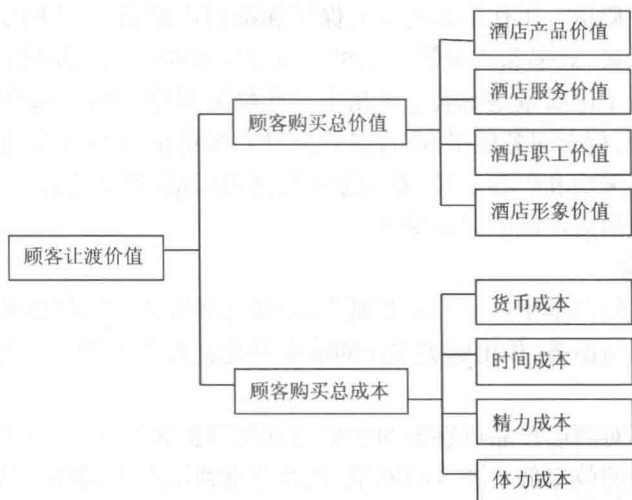 顾客让渡价值
顾客购买总价值
酒店产品价值
酒店服务价值
酒店职工价值
酒店形象价值
顾客购买总成本
货币成本
时间成本
精力成本
体力成本